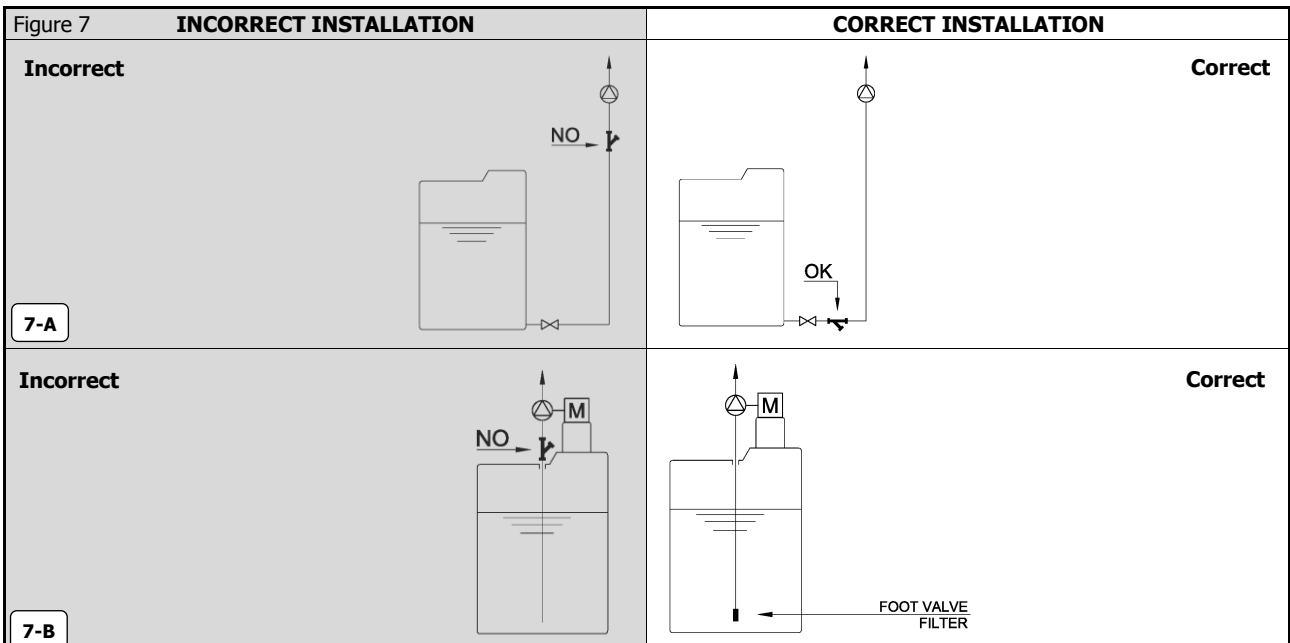 Figure 7 INCORRECT INSTALLATION
CORRECT INSTALLATION
Incorrect
NO
7-A
Correct
OK
Incorrect
M
NO
7-B
Correct
M
FOOT VALVE
FILTER